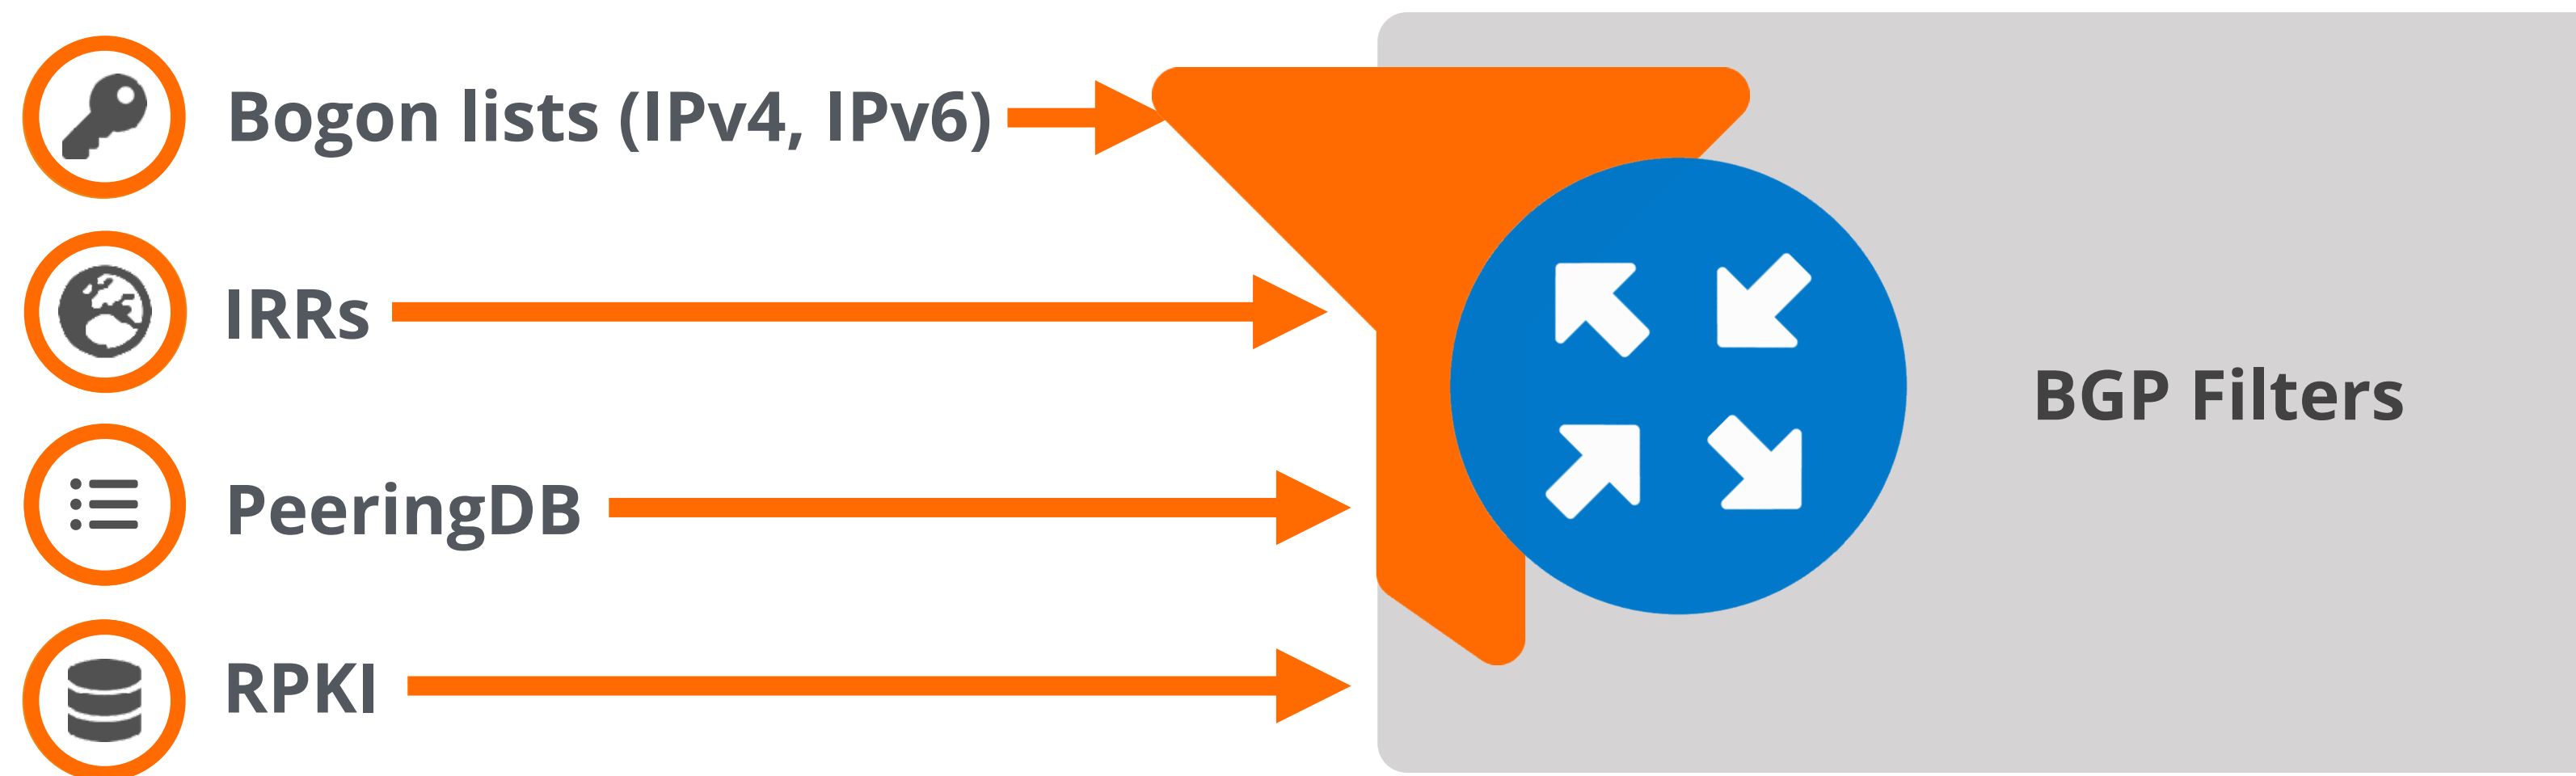 Bogon lists (IPv4, IPv6)
IRRs
PeeringDB
RPKI
BGP Filters